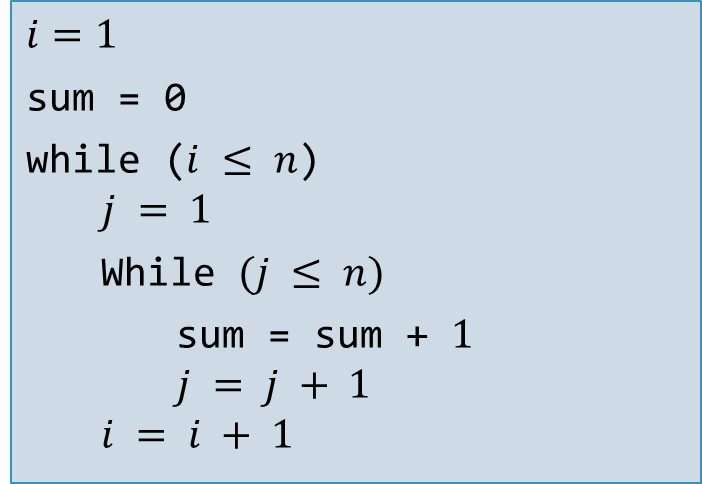 i = 1
sum = 0
while (i ≤ n)
j = 1
While (j ≤ n)
sum = sum + 1
j = j + 1
i = i + 1